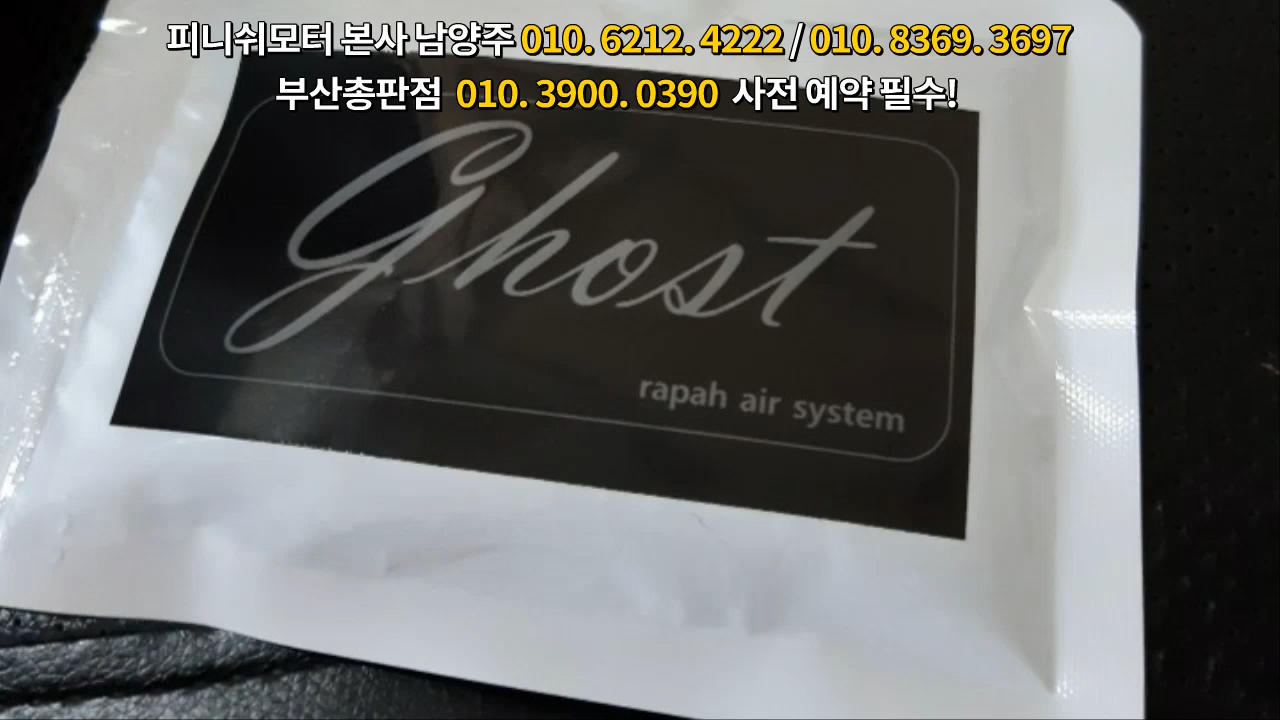 피니쉬모터 본사 남양주 010. 6212. 4222 / 010. 8369. 3697
부산총판점 010. 3900. 0390 사전 예약 필수!
Ghost
rapah air system